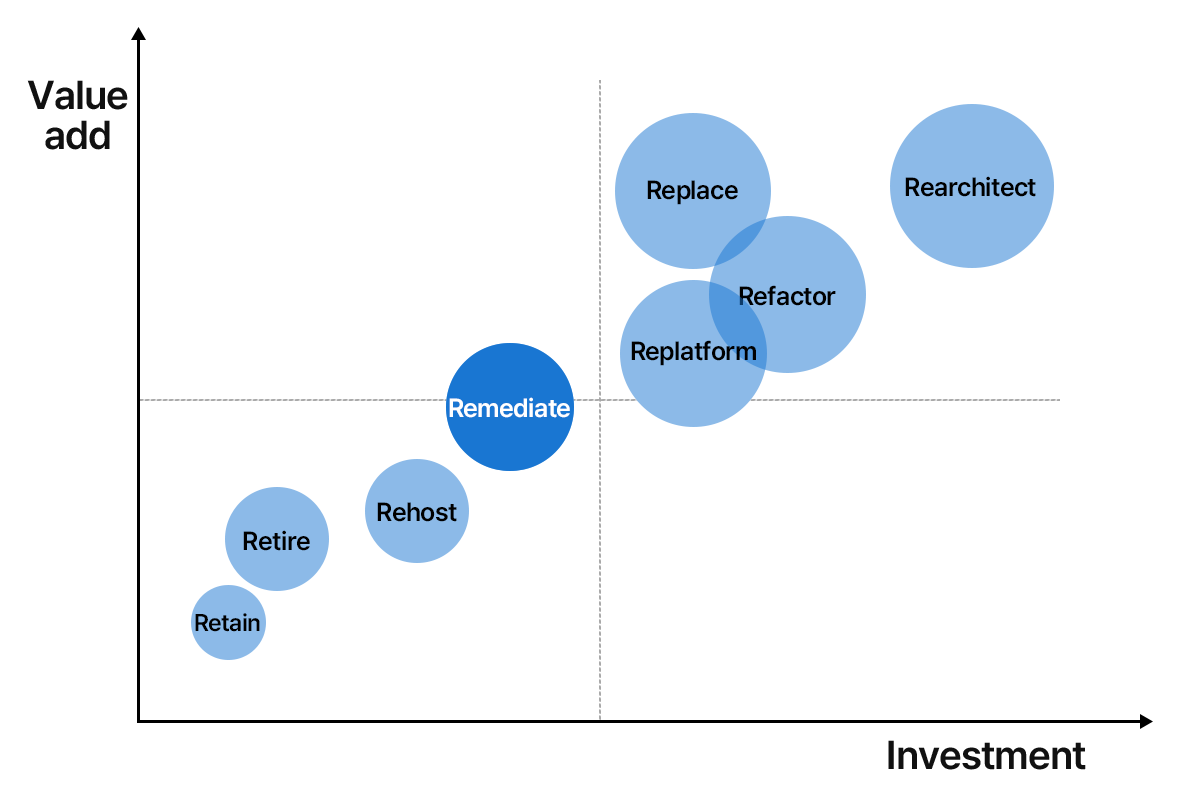 Value
add
Replace
Rearchitect
Refactor
Replatform
Remediate
Rehost
Retire
Retain
Investment